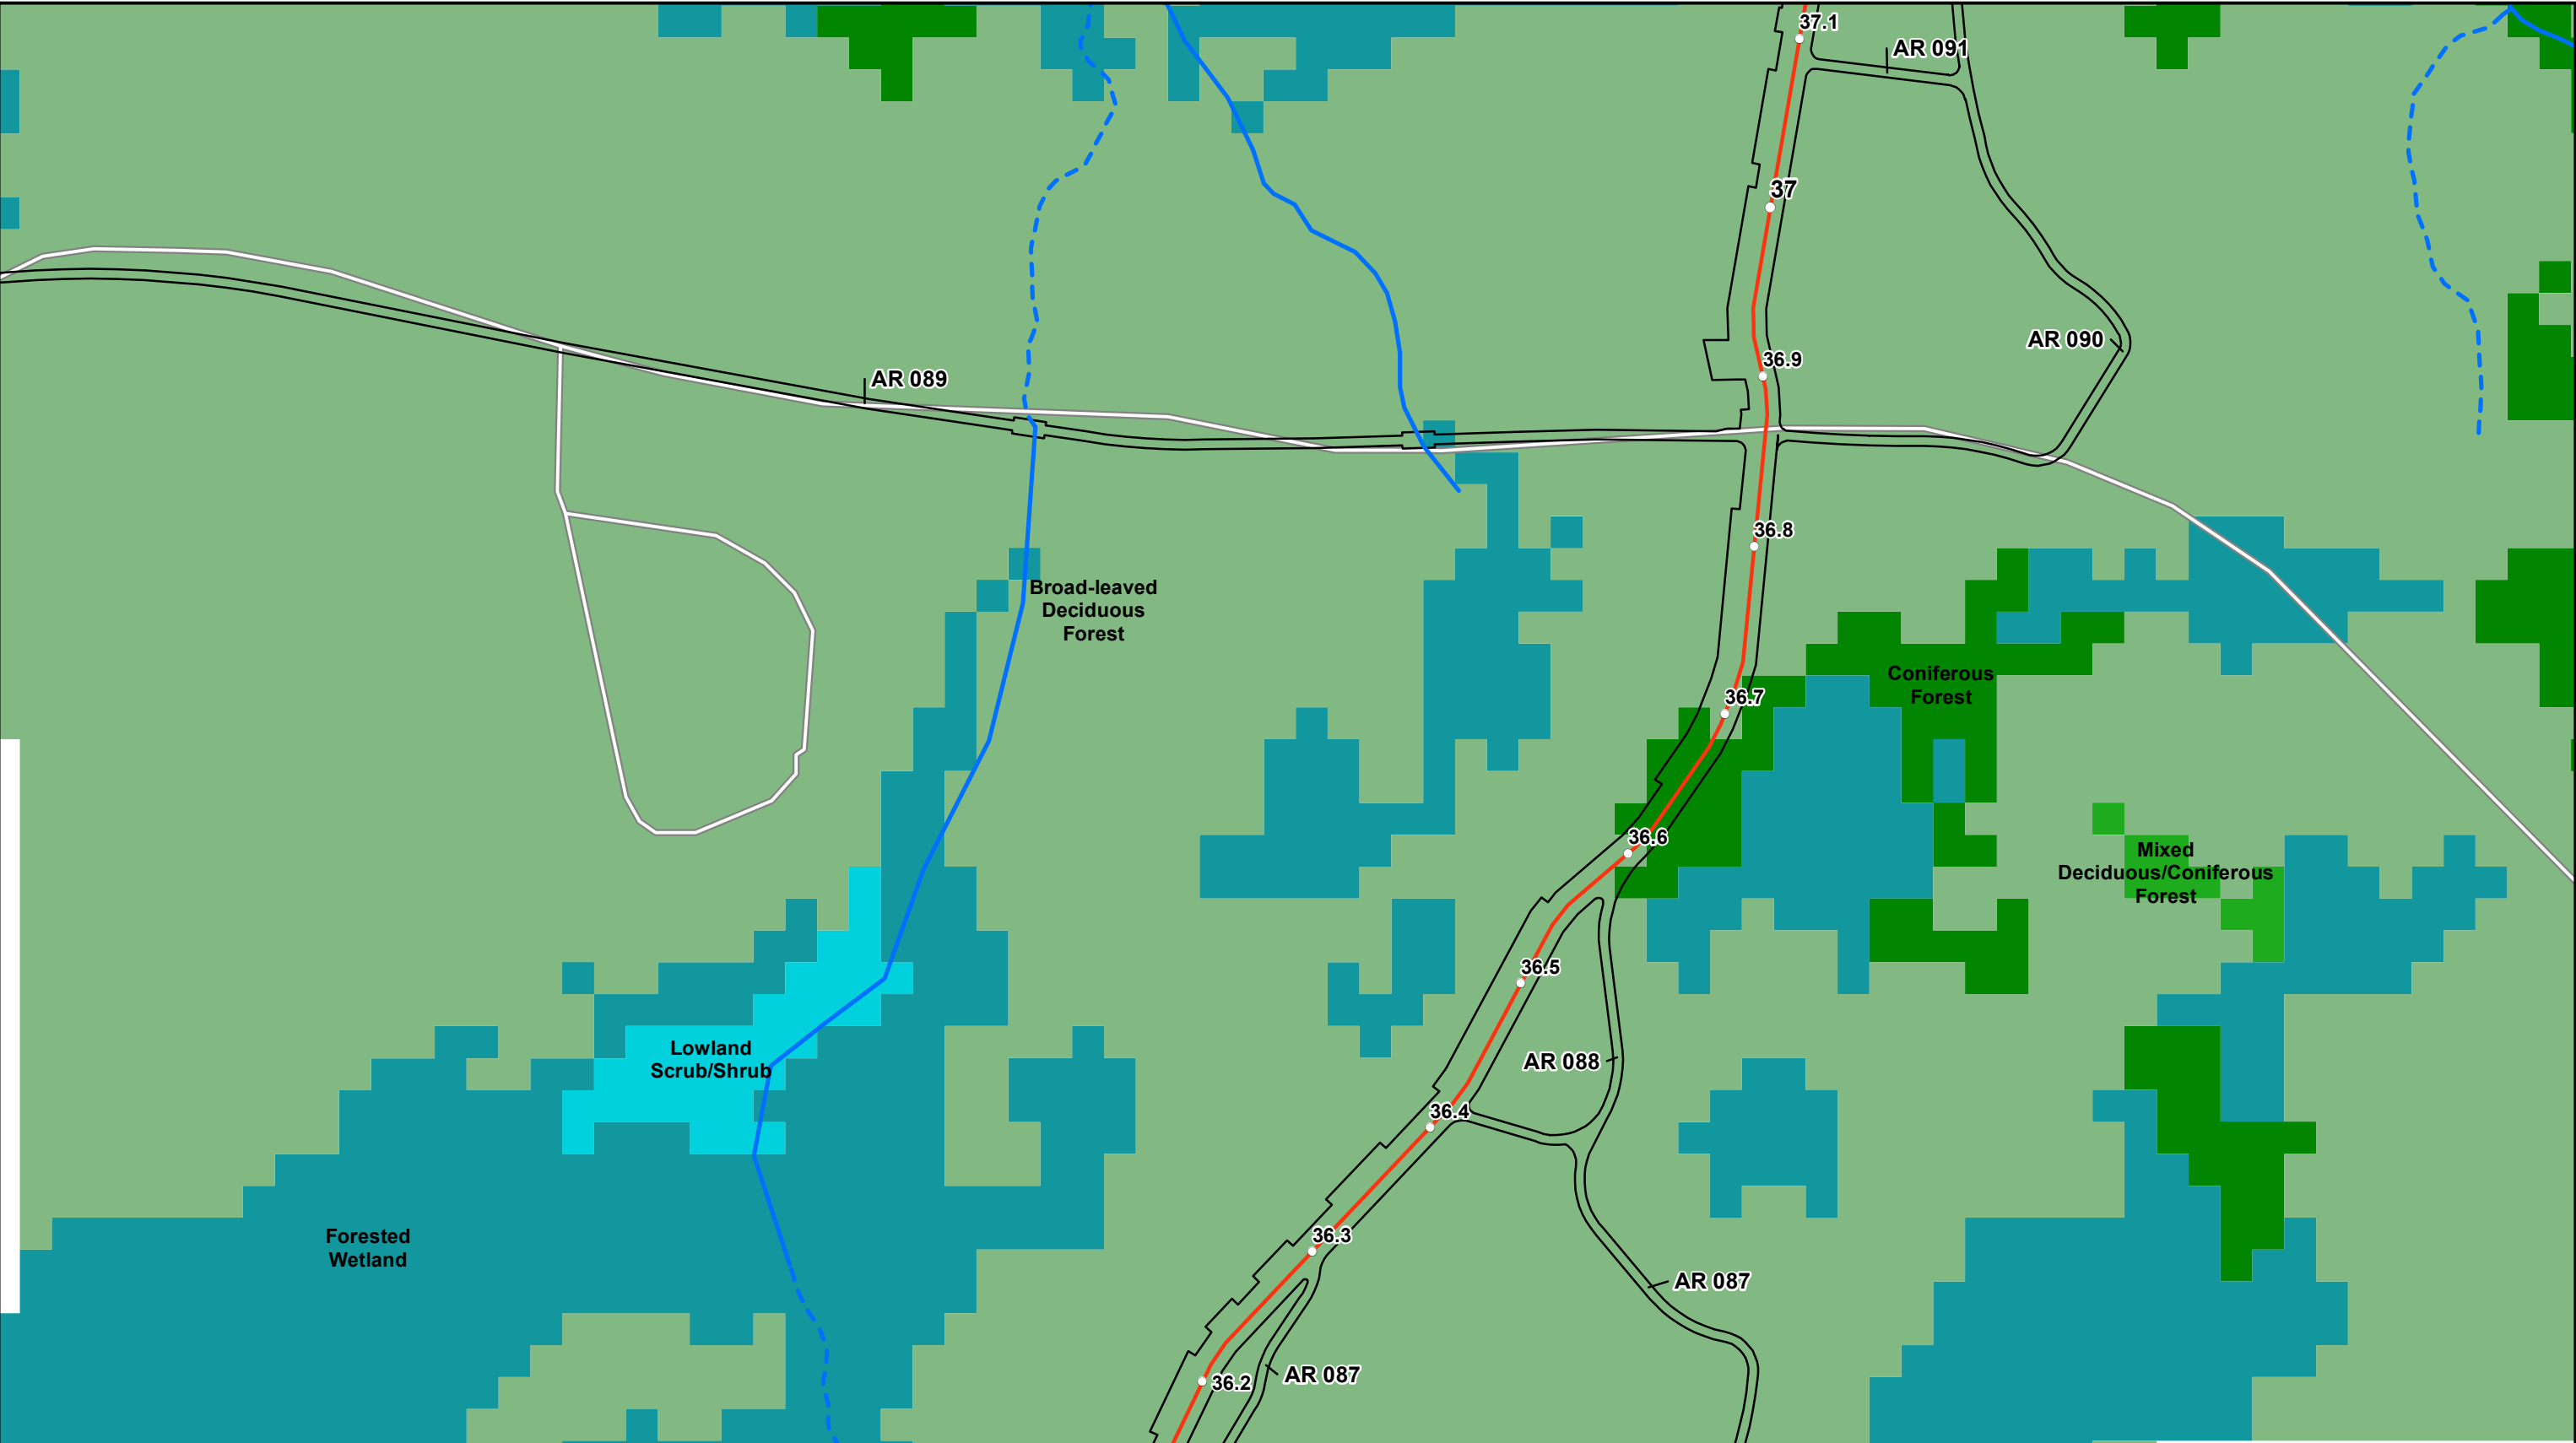 37.1
AR 091
37
AR 090
36.9
AR 089
36.8
Broad-leaved
Deciduous
Forest
Coniferous
Forest
36.7
36.6
Mixed
Deciduous/Coniferous
Forest
36.5
Lowland
Scrub/Shrub
AR 088
36.4
Forested
Wetland
36.3
AR 087
AR 087
36.2